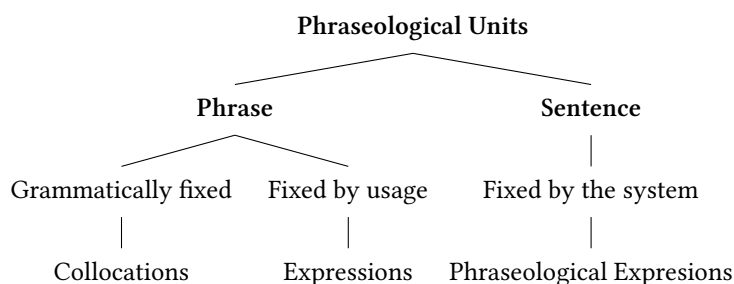 Phraseological Units
Phrase Sentence
Grammatically fixed Fixed by usage Fixed by the system
Collocations Expressions Phraseological Expresions